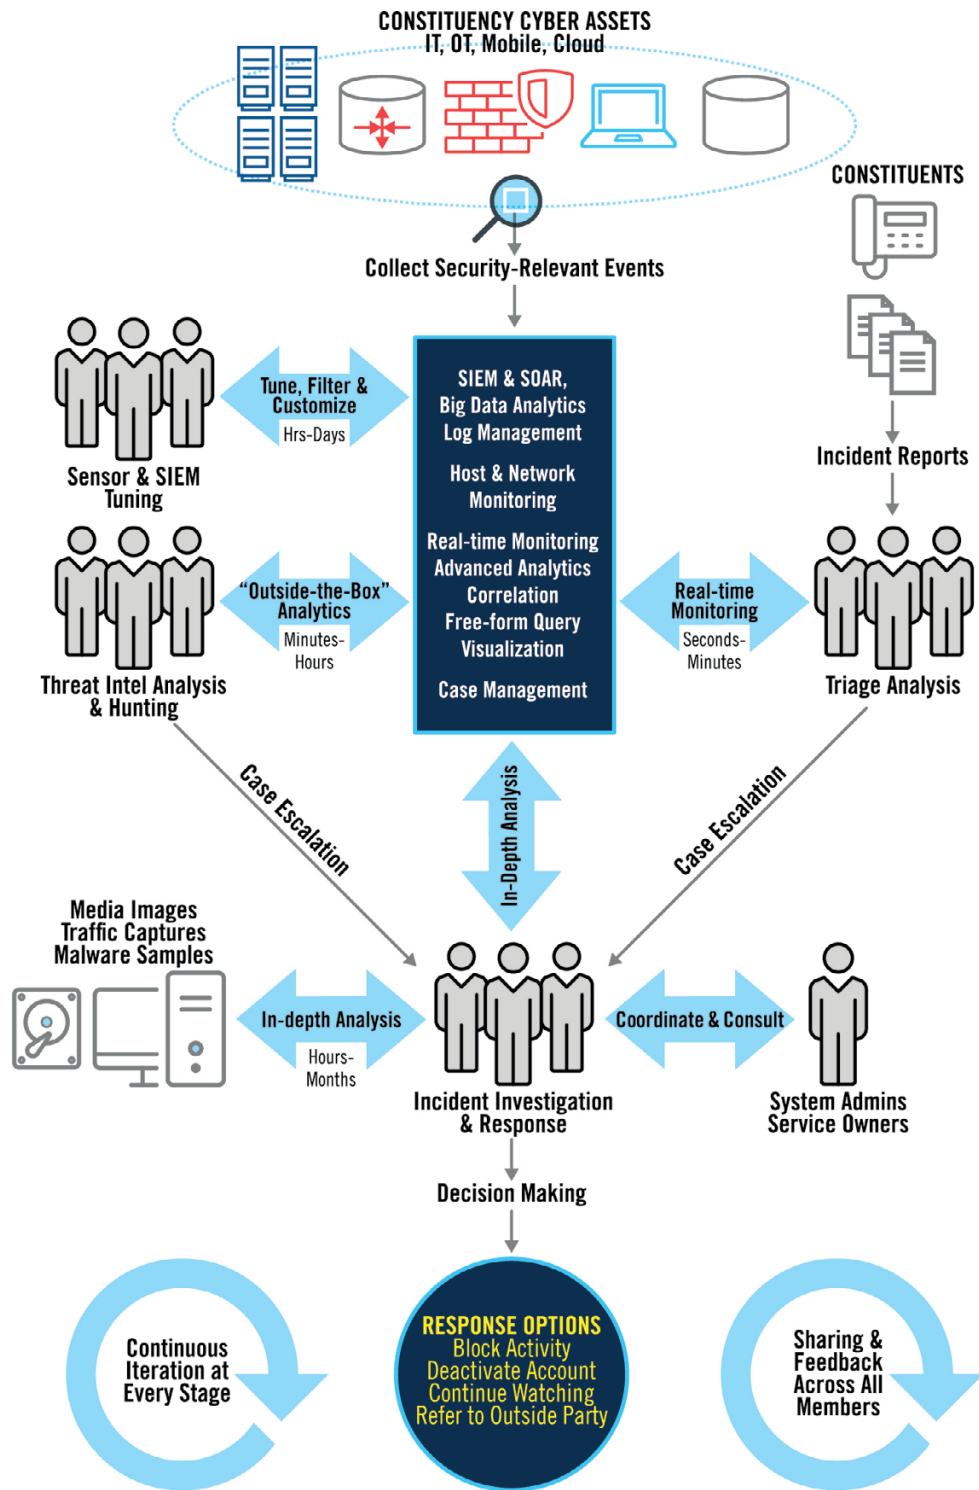 CONSTITUENCY CYBER ASSETS
IT, OT, Mobile, Cloud
CONSTITUENTS
Collect Security-Relevant Events
Incident Reports
Sensor & SIEM
Tuning
Tune, Filter &
Customize
Hrs-Days
SIEM & SOAR,
Big Data Analytics
Log Management
Host & Network
Monitoring
Real-time Monitoring
Advanced Analytics
Correlation
Free-form Query
Visualization
Case Management
Threat Intel Analysis
& Hunting
“Outside-the-Box”
Analytics
Minutes-
Hours
Real-time
Monitoring
Seconds-
Minutes
Triage Analysis
Case Escalation
In-Depth Analysis
Case Escalation
Media Images
Traffic Captures
Malware Samples
In-depth Analysis
Hours-
Months
Incident Investigation
& Response
Coordinate & Consult
System Admins
Service Owners
Decision Making
Continuous
Iteration at
Every Stage
RESPONSE OPTIONS
Block Activity
Deactivate Account
Continue Watching
Refer to Outside Party
Sharing &
Feedback
Across All
Members